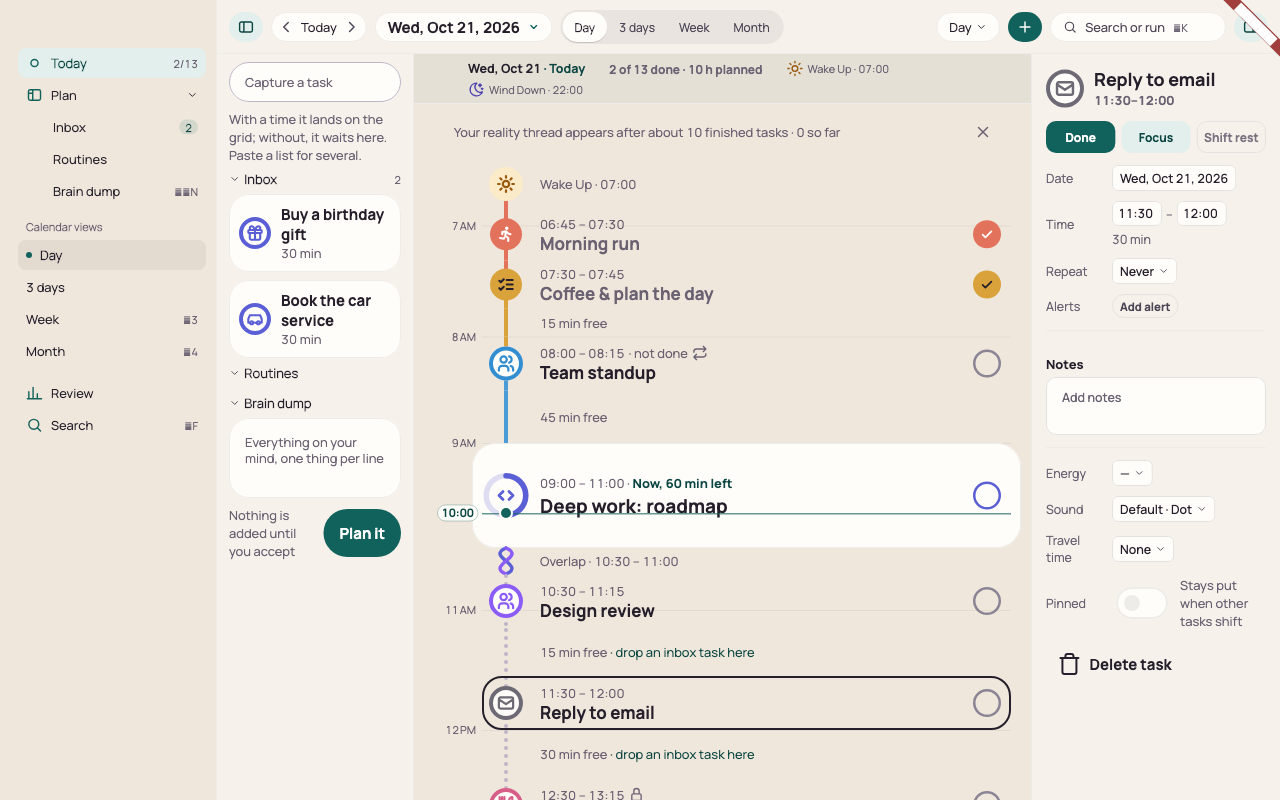 Today 2/13
Plan
Inbox 2
Routines
Brain dump N
Calendar views
Day
3 days
Week 3
Month 4
Review
Search F
Today
Wed, Oct 21, 2026
Day 3 days Week Month
Day
Search or run K
Capture a task
With a time it lands on the
grid; without, it waits here.
Paste a list for several.
Inbox 2
Buy a birthday
gift
30 min
Book the car
service
30 min
Routines
Brain dump
Everything on your
mind, one thing per line
Nothing is
added until
you accept
Plan it
Wed, Oct 21 · Today 2 of 13 done · 10 h planned Wake Up · 07:00
Wind Down · 22:00
Your reality thread appears after about 10 finished tasks · 0 so far
Wake Up · 07:00
7 AM
06:45 – 07:30
Morning run
07:30 – 07:45
Coffee & plan the day
15 min free
8 AM
08:00 – 08:15 · not done
Team standup
45 min free
9 AM
09:00 – 11:00 · Now, 60 min left
Deep work: roadmap
10:00
Overlap · 10:30 – 11:00
10:30 – 11:15
11 AM
Design review
15 min free · drop an inbox task here
11:30 – 12:00
Reply to email
12 PM
30 min free · drop an inbox task here
12:30 – 13:15
Reply to email
11:30–12:00
Done Focus Shift rest
Date Wed, Oct 21, 2026
Time 11:30 – 12:00
30 min
Repeat Never
Alerts Add alert
Notes
Add notes
Energy –
Sound Default · Dot
Travel
time
None
Pinned
Stays put
when other
tasks shift
Delete task